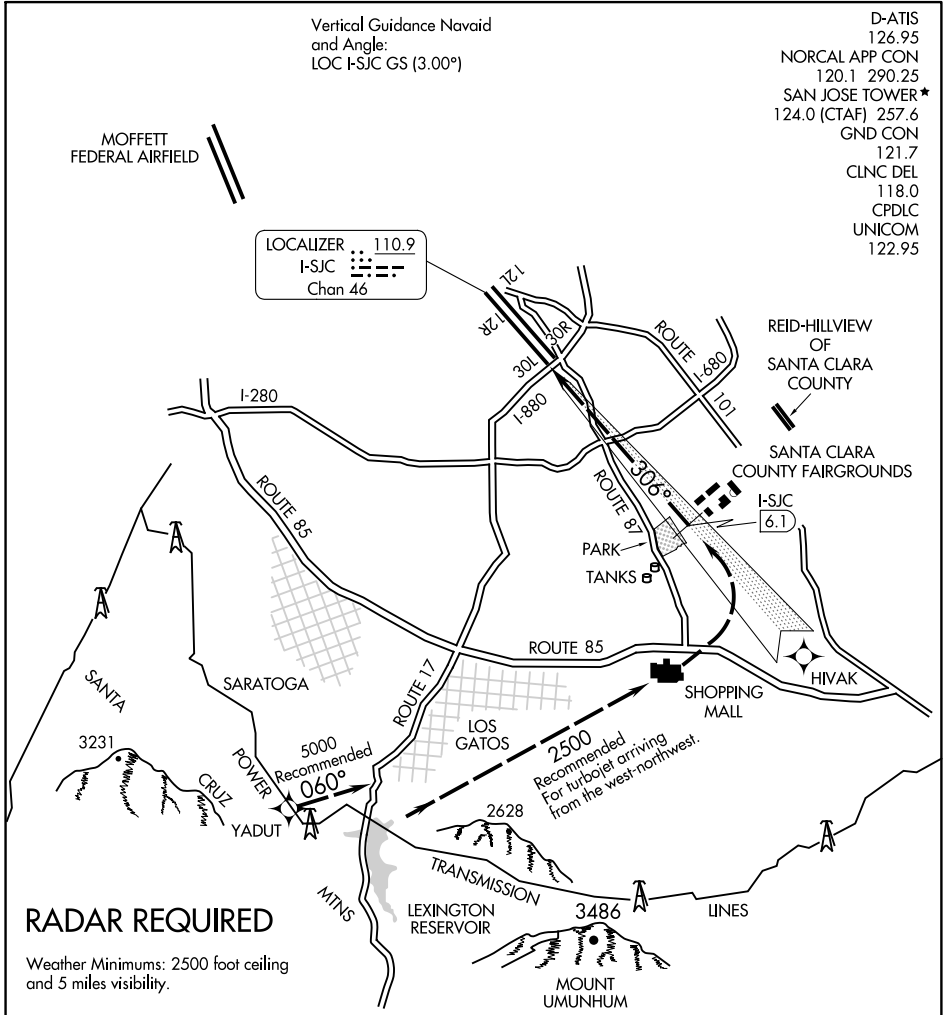 Vertical Guidance Navaid
and Angle:
LOC I-SJC GS (3.00°)
D-ATIS
126.95
NORCAL APP CON
120.1 290.25
SAN JOSE TOWER★
124.0 (CTAF) 257.6
GND CON
121.7
CLNC DEL
118.0
CPDLC
UNICOM
122.95
MOFFETT
FEDERAL AIRFIELD
LOCALIZER 110.9
I-SJC
Chan 46
12L
12R
30R
30L
ROUTE
101
I-680
I-880
I-280
REID-HILLVIEW
OF
SANTA CLARA
COUNTY
SANTA CLARA
COUNTY FAIRGROUNDS
I-SJC
6.1
306°
ROUTE 87
ROUTE 85
PARK
TANKS
ROUTE 85
HIVAK
SHOPPING
MALL
SARATOGA
ROUTE 17
LOS
GATOS
SANTA
CRUZ
MTNS
3231
5000
Recommended
060°
2500
Recommended
For turbojet arriving
from the west-northwest.
YADUT
POWER
TRANSMISSION
LINES
2628
LEXINGTON
RESERVOIR
3486
MOUNT
UMUNHUM
RADAR REQUIRED
Weather Minimums: 2500 foot ceiling
and 5 miles visibility.